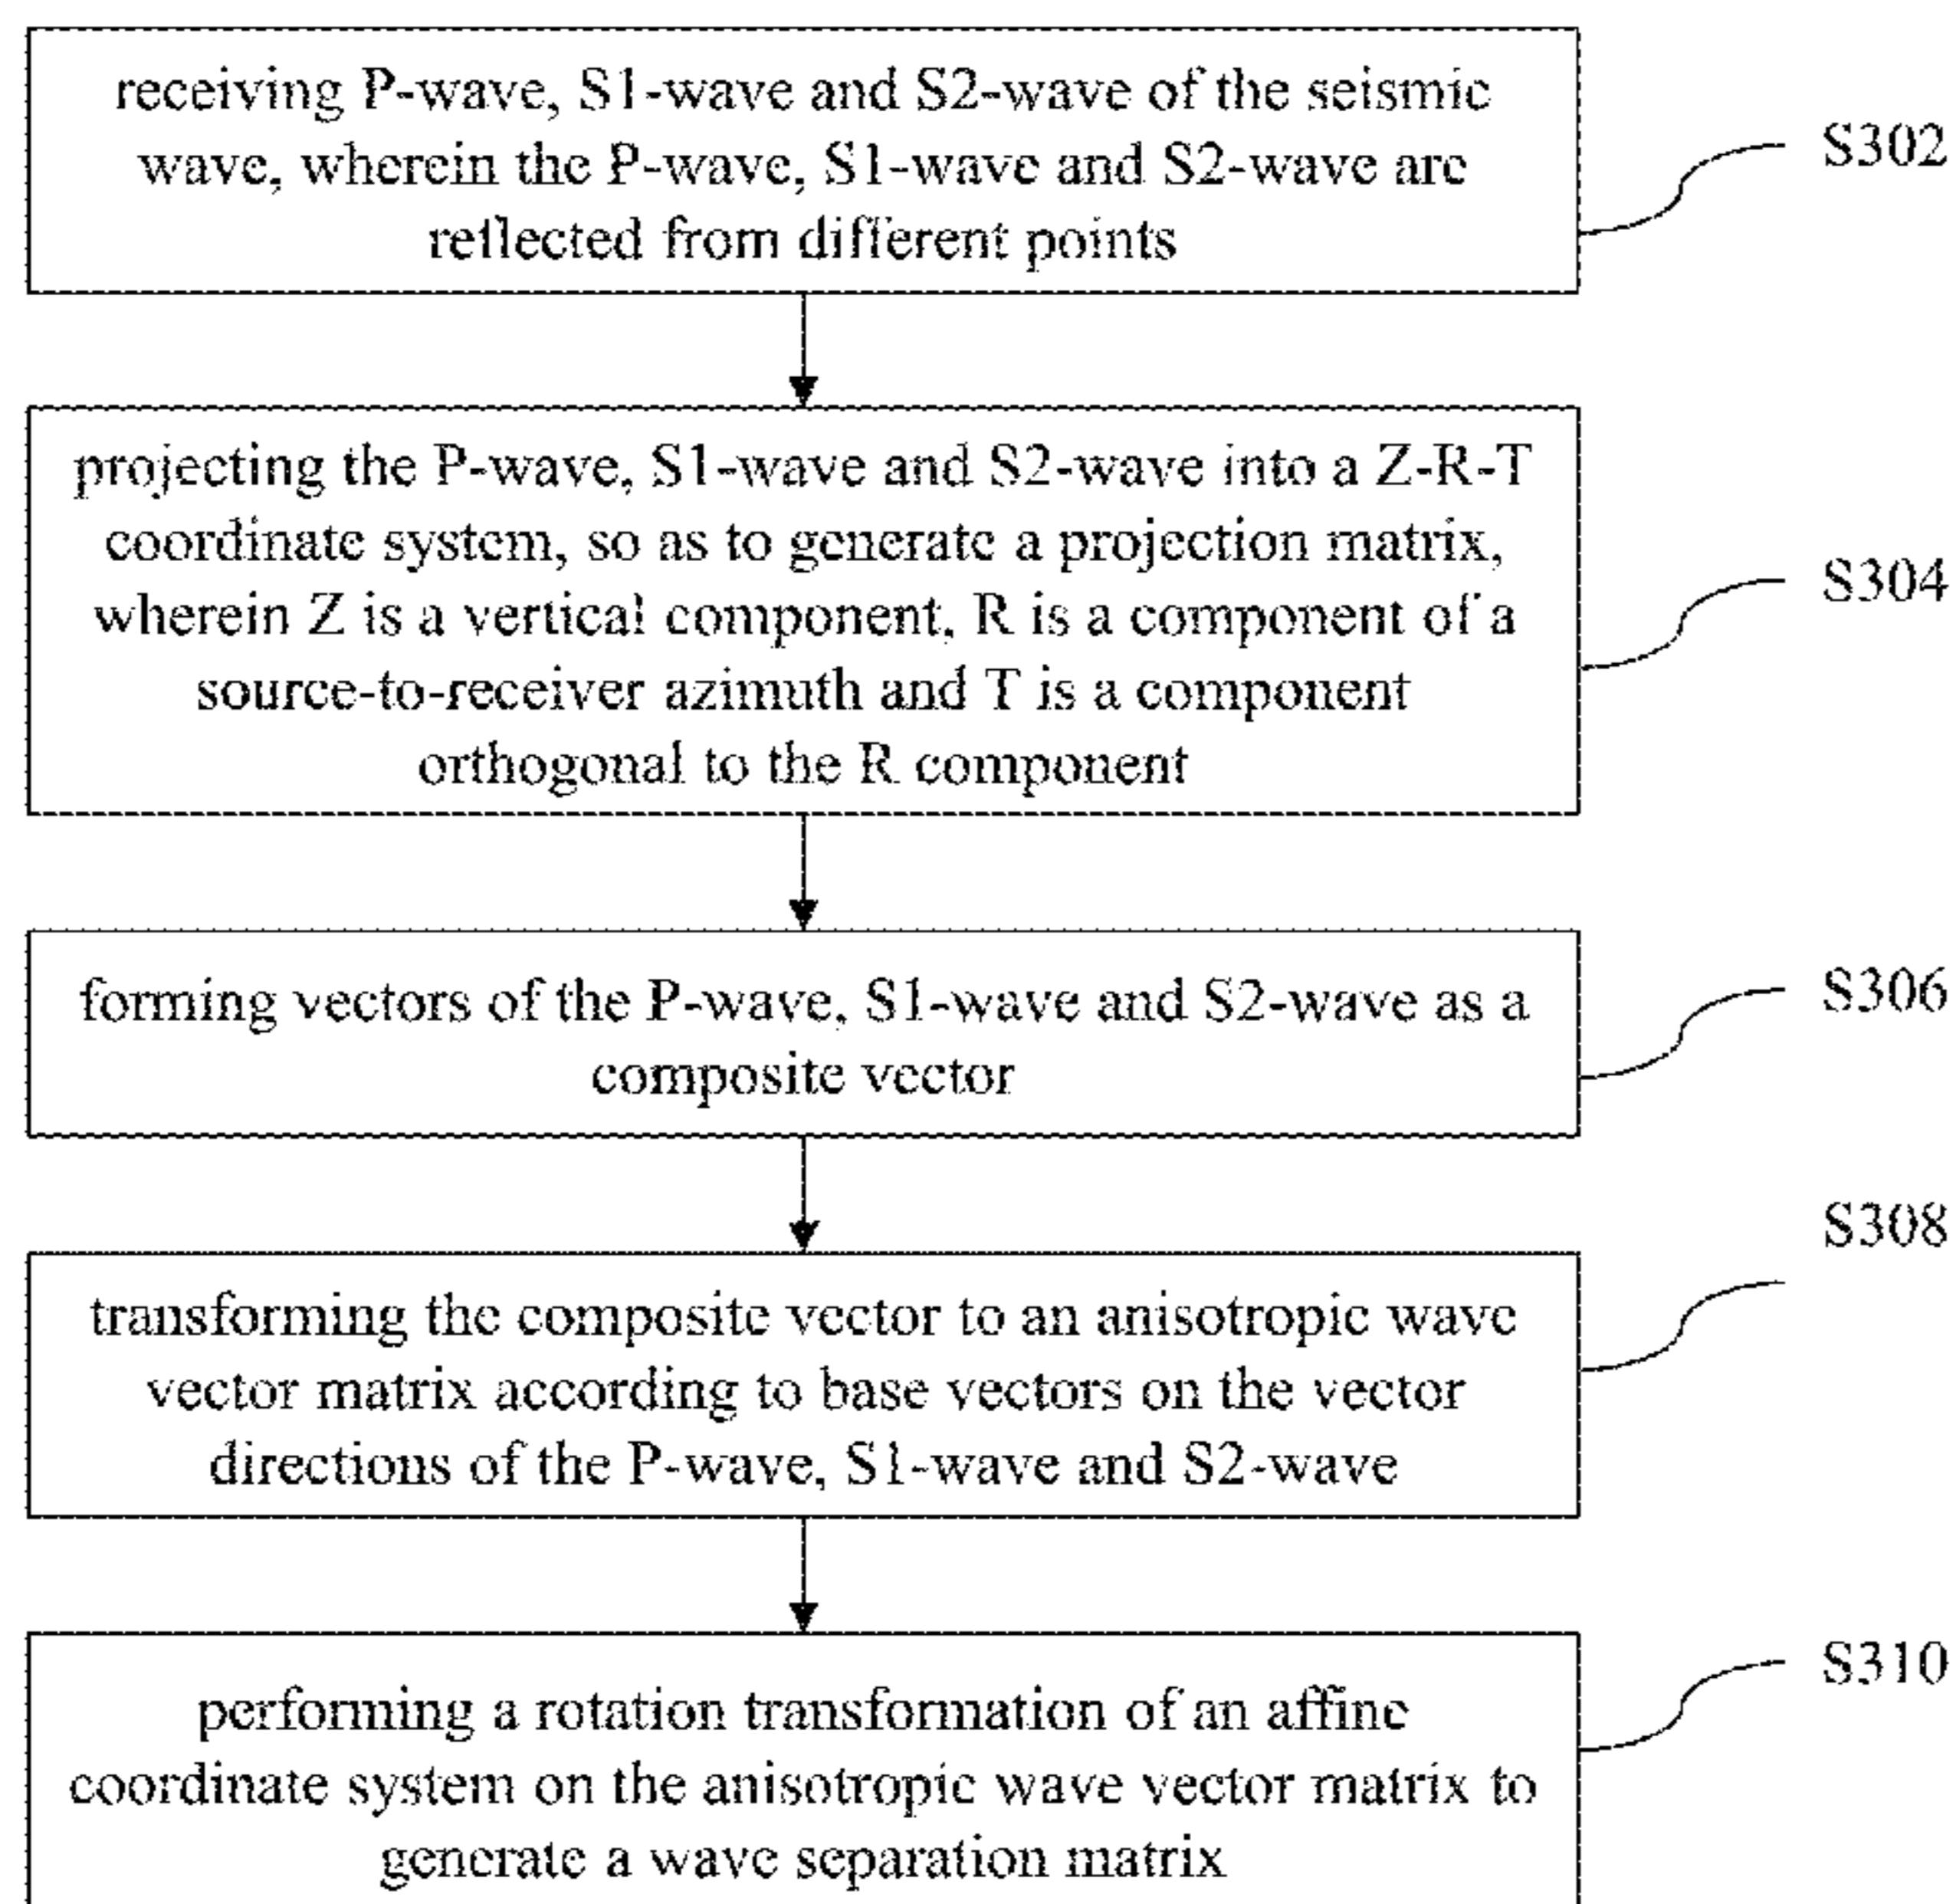 receiving P-wave, S1-wave and S2-wave of the seismic
wave, wherein the P-wave, S1-wave and S2-wave are
reflected from different points
S302
projecting the P-wave, S1-wave and S2-wave into a Z-R-T
coordinate system, so as to generate a projection matrix,
wherein Z is a vertical component, R is a component of a
source-to-receiver azimuth and T is a component
orthogonal to the R component
S304
forming vectors of the P-wave, S1-wave and S2-wave as a
composite vector
S306
transforming the composite vector to an anisotropic wave
vector matrix according to base vectors on the vector
directions of the P-wave, S1-wave and S2-wave
S308
performing a rotation transformation of an affine
coordinate system on the anisotropic wave vector matrix to
generate a wave separation matrix
S310